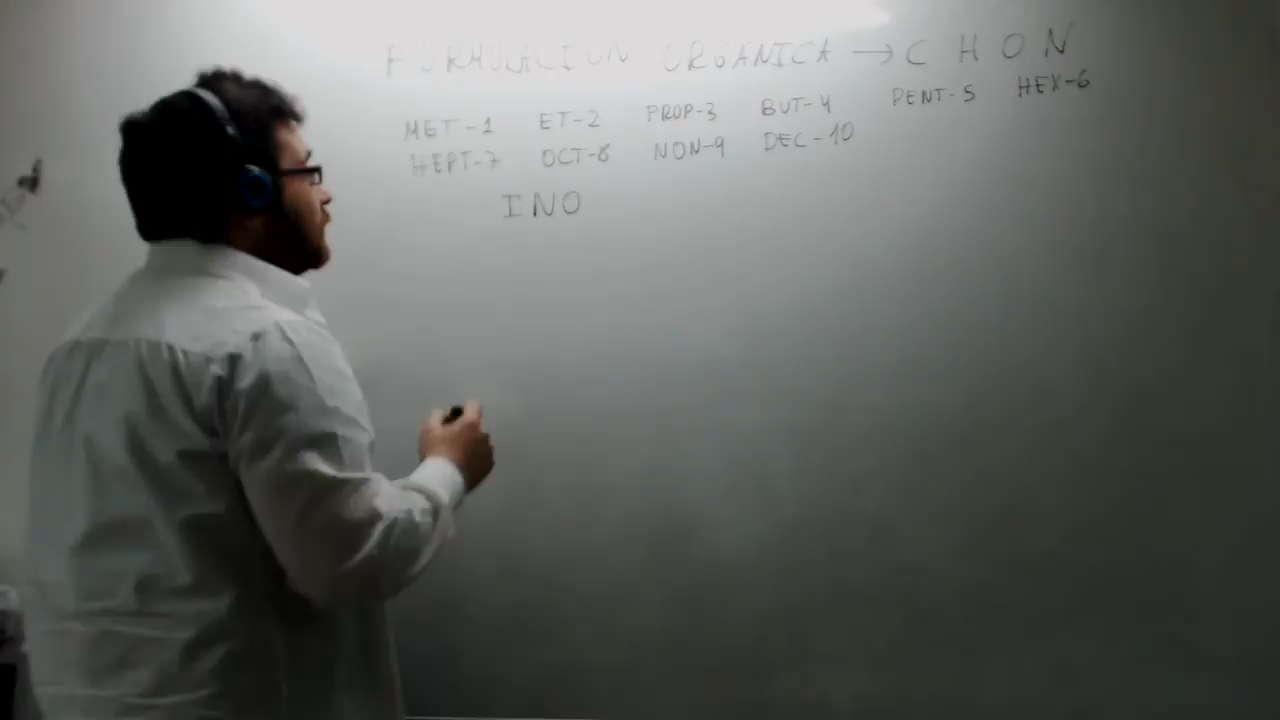 FORMULACION ORGANICA → C H O N
MET-1 ET-2 PROP-3 BUT-4 PENT-5 HEX-6
HEPT-7 OCT-8 NON-9 DEC-10
INO